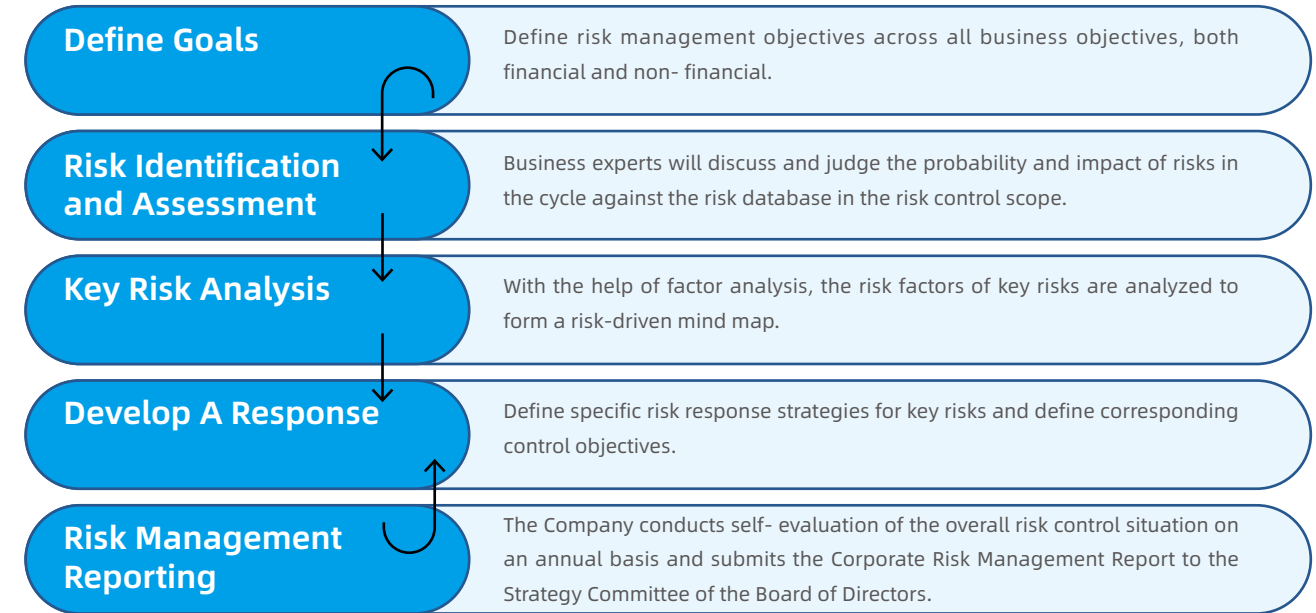 Define Goals
Define risk management objectives across all business objectives, both
financial and non- financial.
Risk Identification
and Assessment
Business experts will discuss and judge the probability and impact of risks in
the cycle against the risk database in the risk control scope.
Key Risk Analysis
With the help of factor analysis, the risk factors of key risks are analyzed to
form a risk-driven mind map.
Develop A Response
Define specific risk response strategies for key risks and define corresponding
control objectives.
Risk Management
Reporting
The Company conducts self- evaluation of the overall risk control situation on
an annual basis and submits the Corporate Risk Management Report to the
Strategy Committee of the Board of Directors.